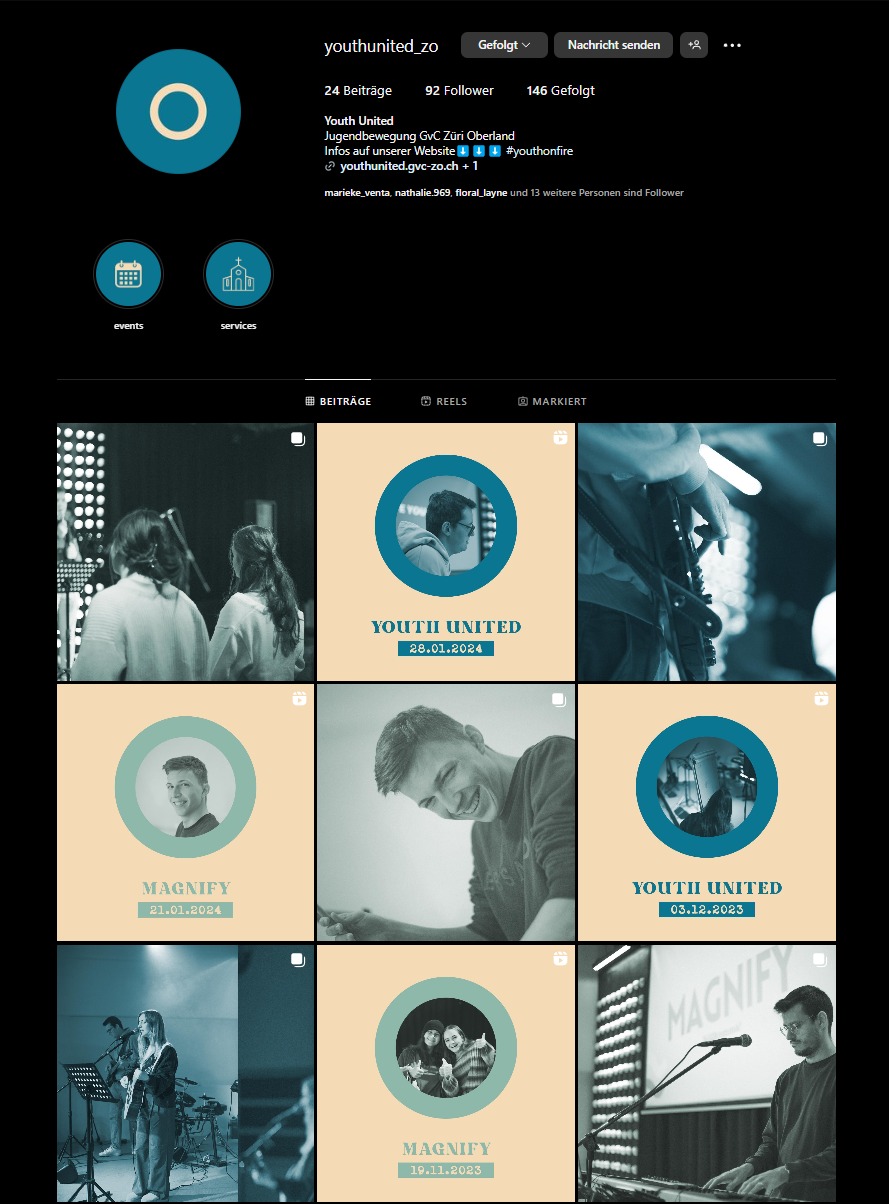 youthunited_zo Gefolgt Nachricht senden
24 Beiträge 92 Follower 146 Gefolgt
Youth United
Jugendbewegung GvC Züri Oberland
Infos auf unserer Website⬇️⬇️⬇️ #youthonfire
youthunited.gvc-zo.ch + 1
marieke_venta, nathalie.969, floral_layne und 13 weitere Personen sind Follower
events services
BEITRÄGE REELS MARKIERT
YOUTH UNITED
28.01.2024
MAGNIFY
21.01.2024
YOUTH UNITED
03.12.2023
MAGNIFY
19.11.2023
MAGNIFY